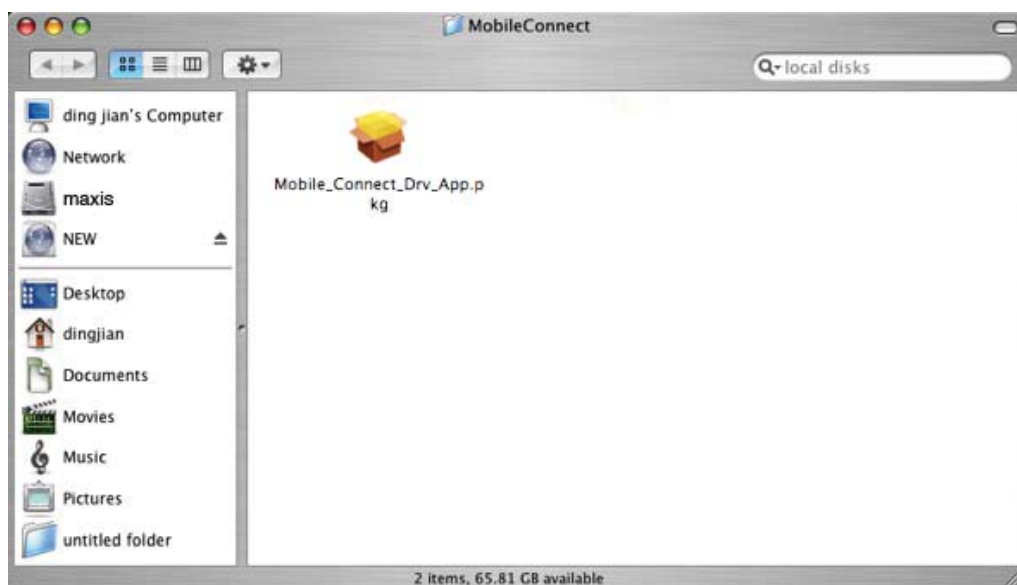 MobileConnect
local disks
ding jian's Computer
Network
maxis
NEW
Desktop
dingjian
Documents
Movies
Music
Pictures
untitled folder
Mobile_Connect_Drv_App.p
kg
2 items, 65.81 GB available